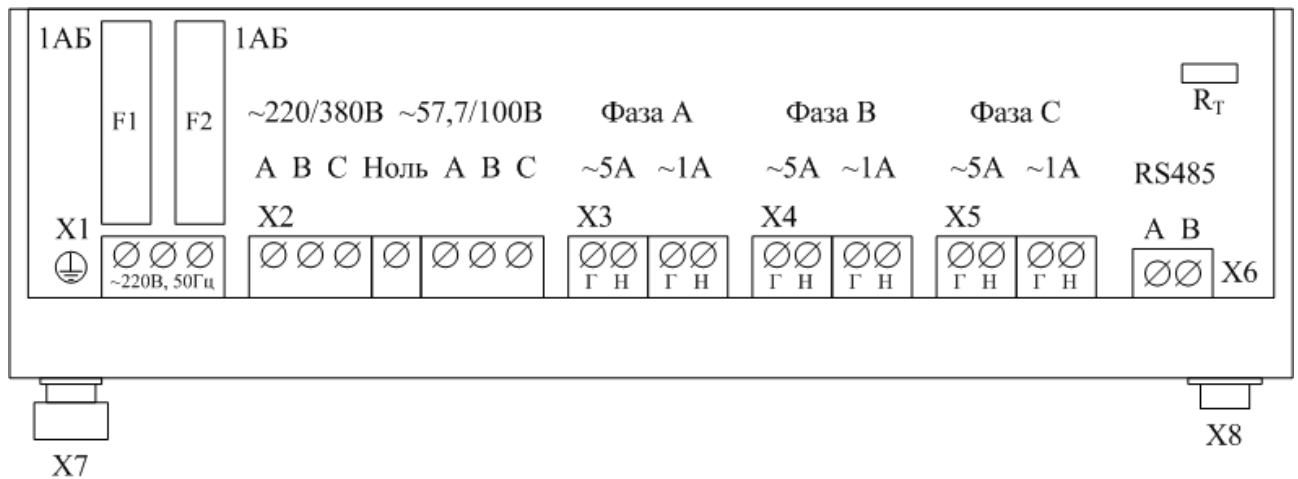 1АБ 1АБ
F1 F2 ~220/380В ~57,7/100В Фаза А Фаза В Фаза С R_T
А В С Ноль А В С ~5А ~1А ~5А ~1А ~5А ~1А RS485
X1 X2 X3 X4 X5 А В
~220В, 50Гц Г Н Г Н Г Н Г Н Г Н Г Н X6
X7 X8